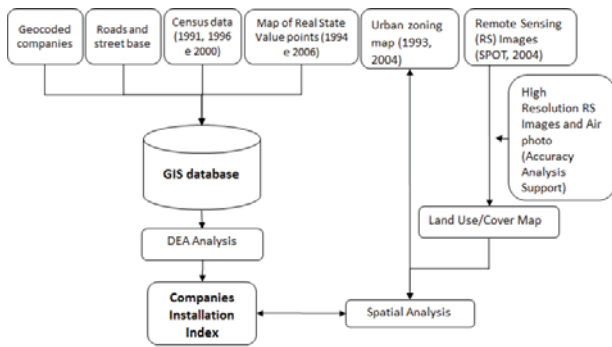 Geocoded
companies
Roads and
street base
Census data
(1991, 1996
e 2000)
Map of Real State
Value points (1994
e 2006)
Urban zoning
map (1993,
2004)
Remote Sensing
(RS) Images
(SPOT, 2004)
High
Resolution RS
Images and Air
photo
(Accuracy
Analysis
Support)
GIS database
Land Use/Cover Map
DEA Analysis
Companies
Installation
Index
Spatial Analysis